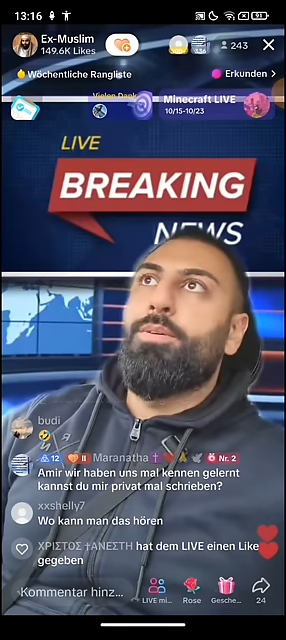 13:16
91
Ex-Muslim
149.6K Likes
243
Wöchentliche Rangliste
Erkunden >
Vielen Dank
Minecraft LIVE
10/15-10/23
LIVE
BREAKING
NEWS
budi
🤣
12 II Maranatha Nr. 2
Amir wir haben uns mal kennen gelernt
kannst du mir privat mal schrieben?
xxshelly7
Wo kann man das hören
ΧΡΙΣΤΟΣ †ΑΝΕΣΤΗ hat dem LIVE einen Like
gegeben
Kommentar hinz...
LIVE mi...
Rose
Gesche...
24